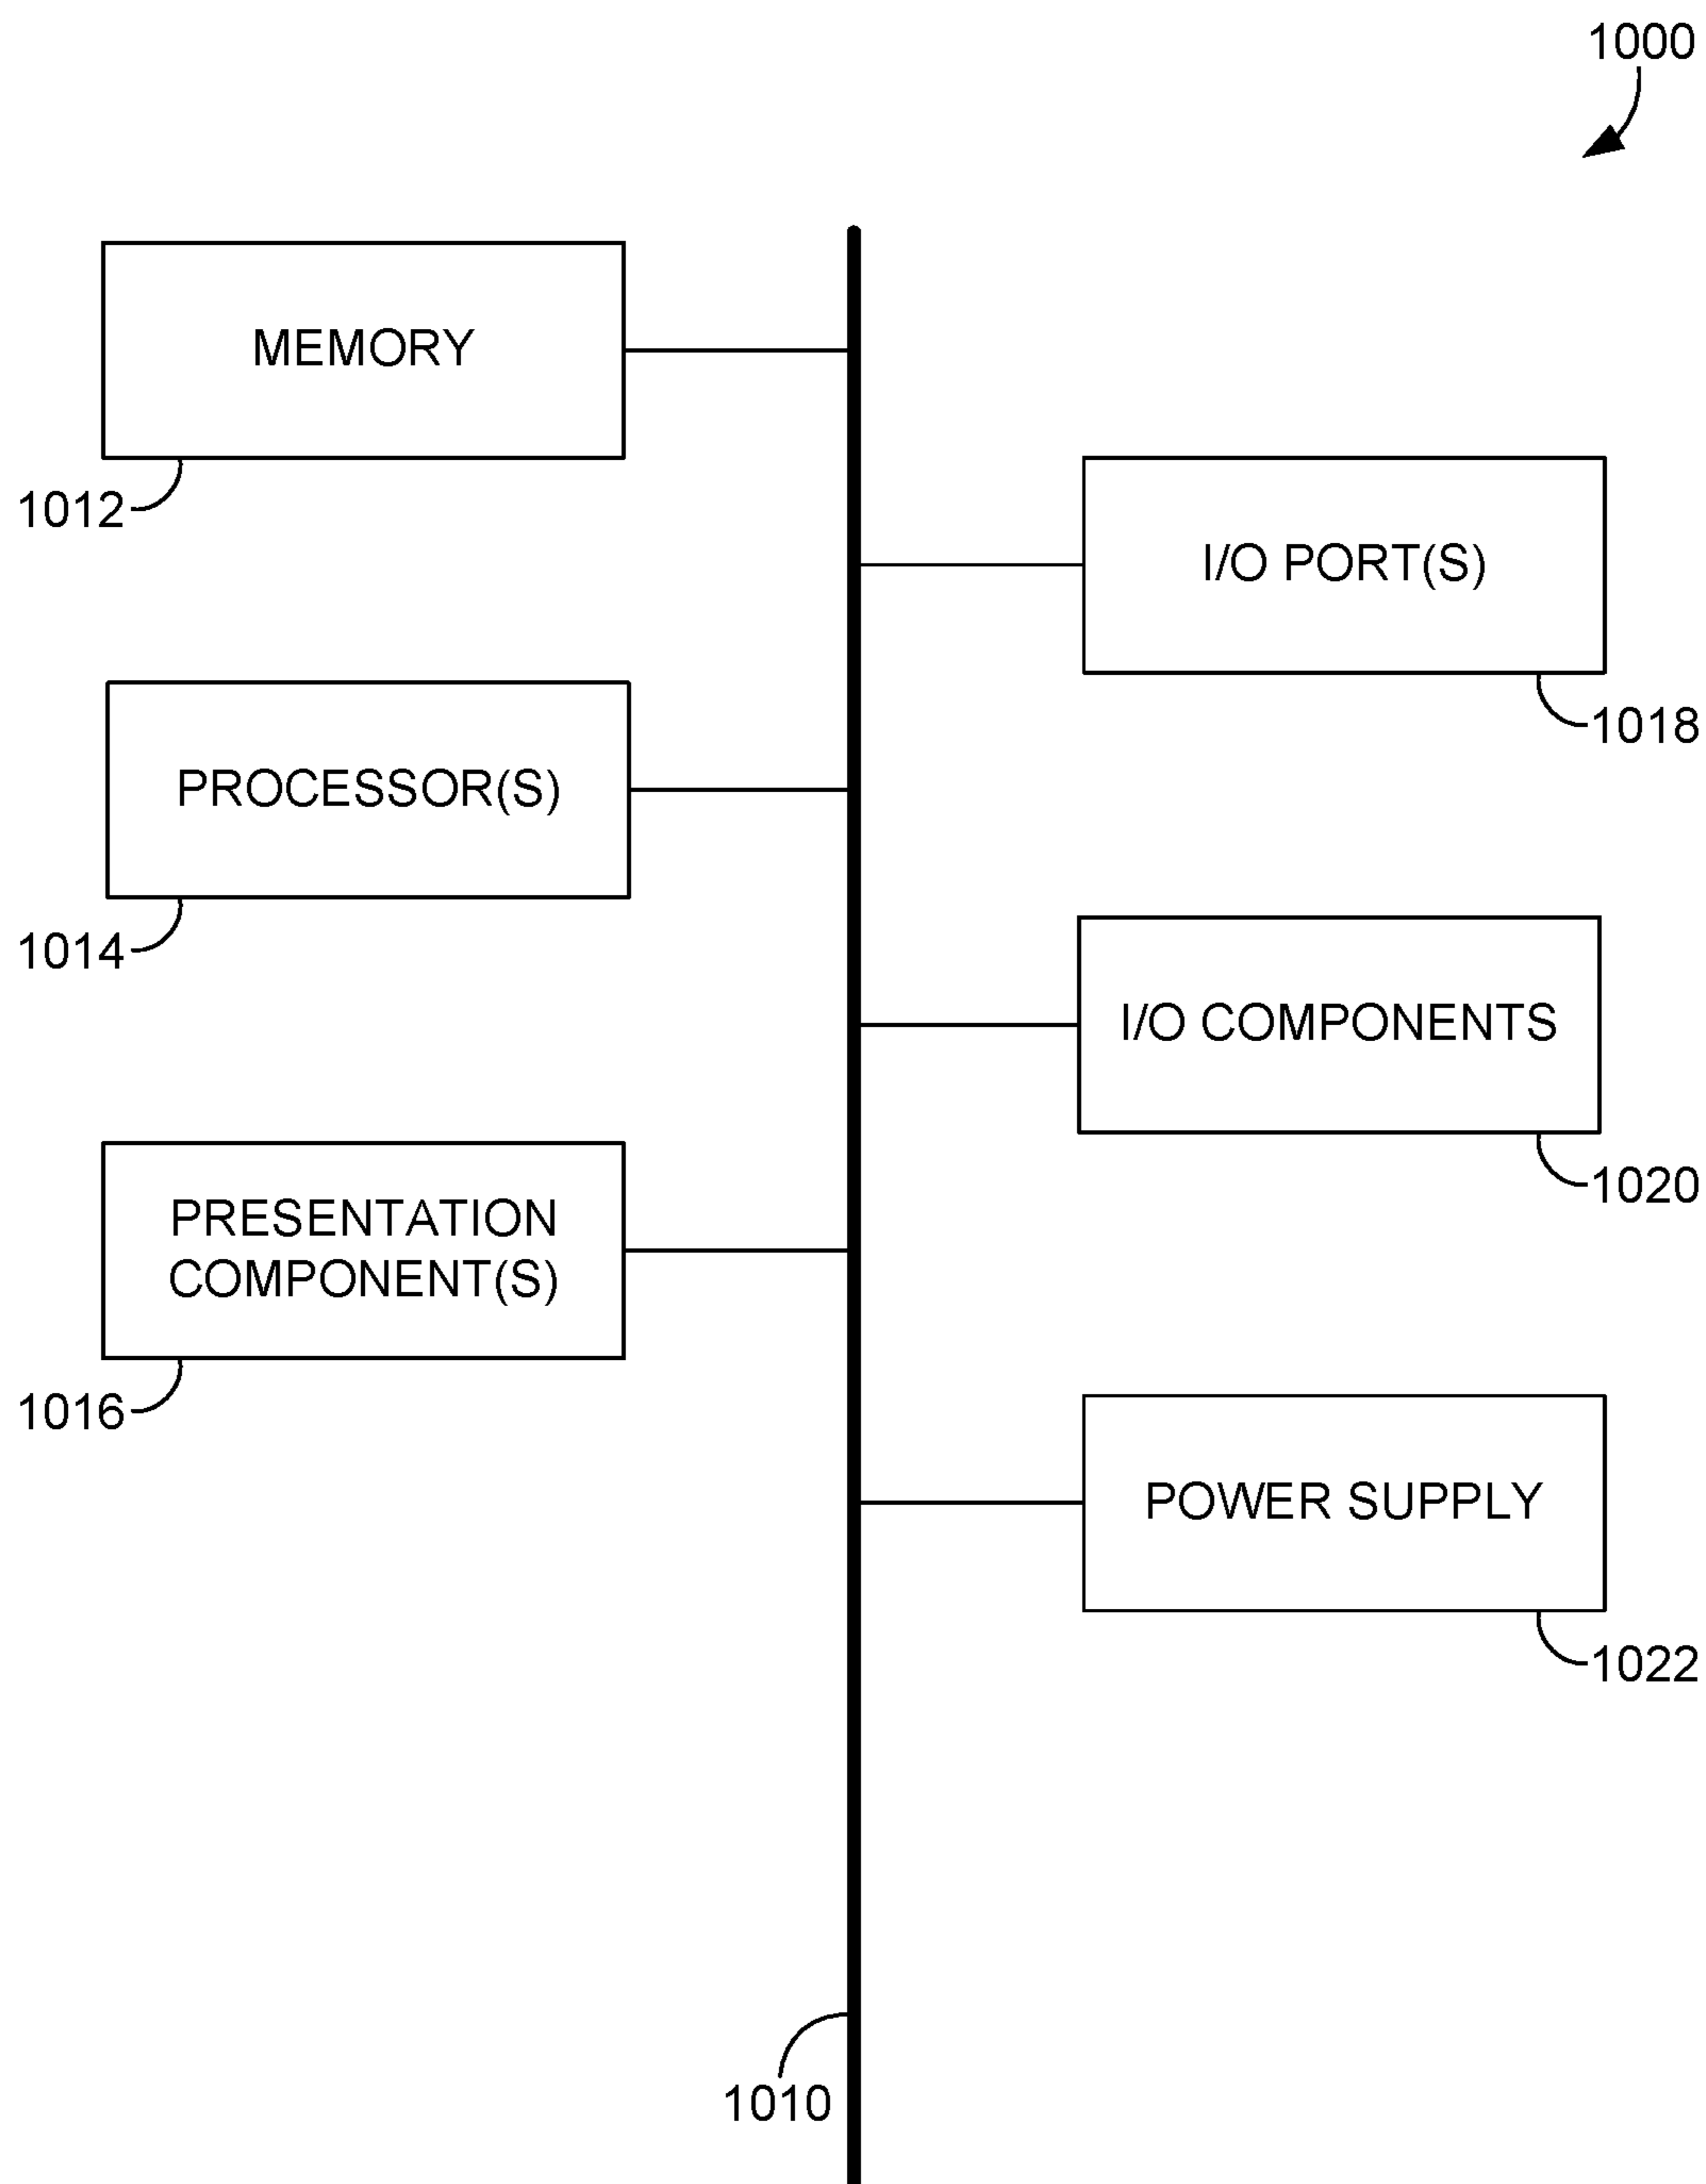 1000
MEMORY
1012
I/O PORT(S)
1018
PROCESSOR(S)
1014
I/O COMPONENTS
1020
PRESENTATION
COMPONENT(S)
1016
POWER SUPPLY
1022
1010